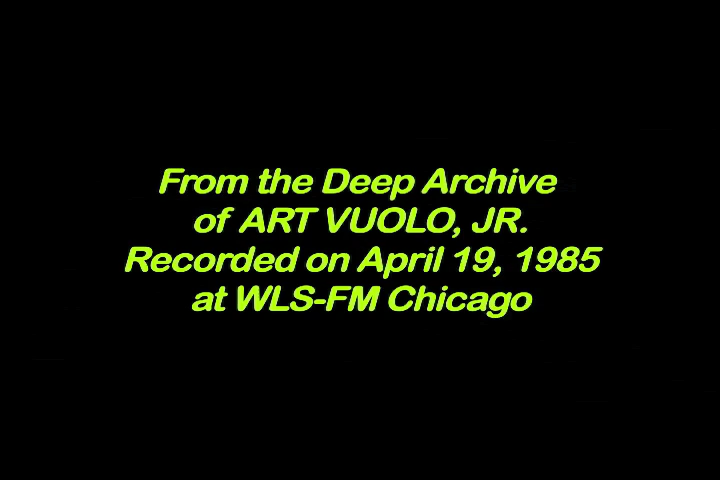 From the Deep Archive
of ART VUOLO, JR.
Recorded on April 19, 1985
at WLS-FM Chicago